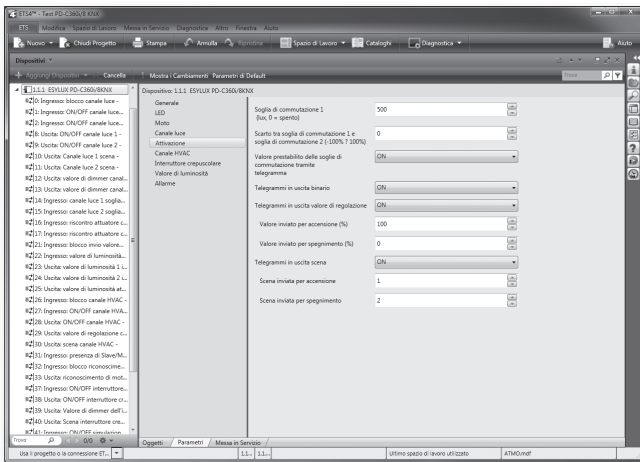 ETS4™ - Test PD-C360i/8 KNX
ETS Modifica Spazio di Lavoro Messa in Servizio Diagnostica Altro Finestra Aiuto
Nuovo Chiudi Progetto Stampa Annulla Ripristina Spazio di Lavoro Cataloghi Diagnostica Aiuto
Dispositivi
Aggiungi Dispositivi Cancella Mostra i Cambiamenti Parametri di Default Trova
1.1.1 ESYLUX PD-C360i/8KNX
0: Ingresso: blocco canale luce -
1: Ingresso: ON/OFF canale luce...
2: Ingresso: ON/OFF canale luce...
8: Uscita: ON/OFF canale luce 1 -
9: Uscita: ON/OFF canale luce 2 -
10: Uscita: Canale luce 1 scena -
11: Uscita: Canale luce 2 scena -
12: Uscita: valore di dimmer canal...
13: Uscita: valore di dimmer canal...
14: Ingresso: canale luce 1 soglia...
15: Ingresso: canale luce 2 soglia...
16: Ingresso: riscontro attuatore c...
17: Ingresso: riscontro attuatore c...
21: Ingresso: blocco invio valore...
22: Ingresso: valore di luminosità...
23: Uscita: valore di luminosità 1 i...
24: Uscita: valore di luminosità 2 i...
25: Uscita: valore di luminosità at...
26: Ingresso: blocco canale HVAC -
27: Ingresso: ON/OFF canale HVA...
28: Uscita: ON/OFF canale HVAC -
29: Uscita: valore di regolazione c...
30: Uscita: scena canale HVAC -
31: Ingresso: presenza di Slave/M...
32: Ingresso: blocco riconoscime...
33: Uscita: riconoscimento di mot...
37: Ingresso: ON/OFF interruttore...
38: Uscita: ON/OFF interruttore cr...
39: Uscita: Valore di dimmer dell'i...
40: Uscita: Scena interruttore cre...
41: Ingresso: ON/OFF simulazion...
Trova 0/0
Dispositivo: 1.1.1 ESYLUX PD-C360i/8KNX
Generale
LED
Moto
Canale luce
Attivazione
Canale HVAC
Interruttore crepuscolare
Valore di luminosità
Allarme
Soglia di commutazione 1
(lux, 0 = spento)
500
Scarto tra soglia di commutazione 1 e
soglia di commutazione 2 (-100% ? 100%)
0
Valore prestabilito delle soglie di
commutazione tramite
telegramma
ON
Telegrammi in uscita binario
ON
Telegrammi in uscita valore di regolazione
ON
Valore inviato per accensione (%)
100
Valore inviato per spegnimento (%)
0
Telegrammi in uscita scena
ON
Scena inviata per accensione
1
Scena inviata per spegnimento
2
Oggetti Parametri Messa in Servizio
Usa il progetto o la connessione ET... 1.1... 1.1... Ultimo spazio di lavoro utilizzato ATMO.mdf